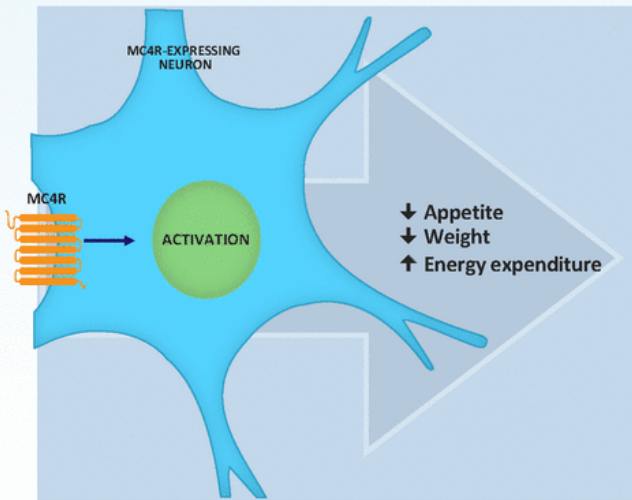 MC4R-EXPRESSING
NEURON
MC4R
ACTIVATION
Appetite
Weight
Energy expenditure